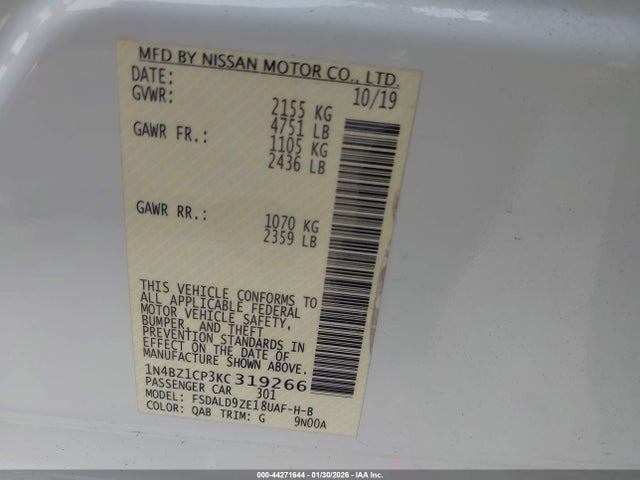 MFD BY NISSAN MOTOR CO., LTD.
DATE: 10/19
GVWR: 2155 KG
4751 LB
GAWR FR.: 1105 KG
2436 LB
GAWR RR.: 1070 KG
2359 LB
THIS VEHICLE CONFORMS TO
ALL APPLICABLE FEDERAL
MOTOR VEHICLE SAFETY,
BUMPER, AND THEFT
PREVENTION STANDARDS IN
EFFECT ON THE DATE OF
MANUFACTURE SHOWN ABOVE.
1N4BZ1CP3KC319266
PASSENGER CAR 301
MODEL: FSDALD9ZE18UAF-H-B
COLOR: QAB TRIM: G 9N00A
000-44271644 | 01/30/2026 - IAA Inc.